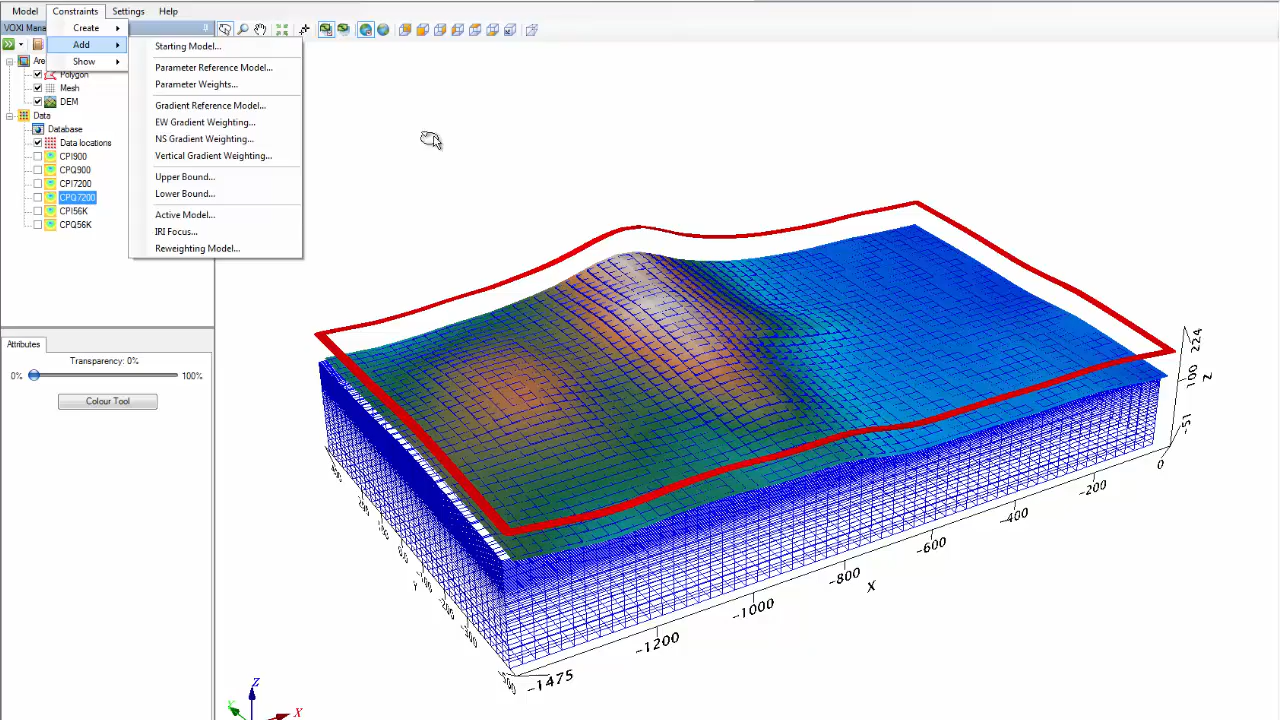 Model Constraints Settings Help
VOXI Mana
Create
Add
Show
Starting Model...
Parameter Reference Model...
Parameter Weights...
Gradient Reference Model...
EW Gradient Weighting...
NS Gradient Weighting...
Vertical Gradient Weighting...
Upper Bound...
Lower Bound...
Active Model...
IRI Focus...
Reweighting Model...
Are
Polygon
Mesh
DEM
Data
Database
Data locations
CPI900
CPQ900
CPI7200
CPQ7200
CPI56K
CPQ56K
Attributes
Transparency: 0%
0% 100%
Colour Tool
224
100
Z
-51
0
-200
-400
-600
-800
X
-1000
-1200
-1475
Y
Z
X